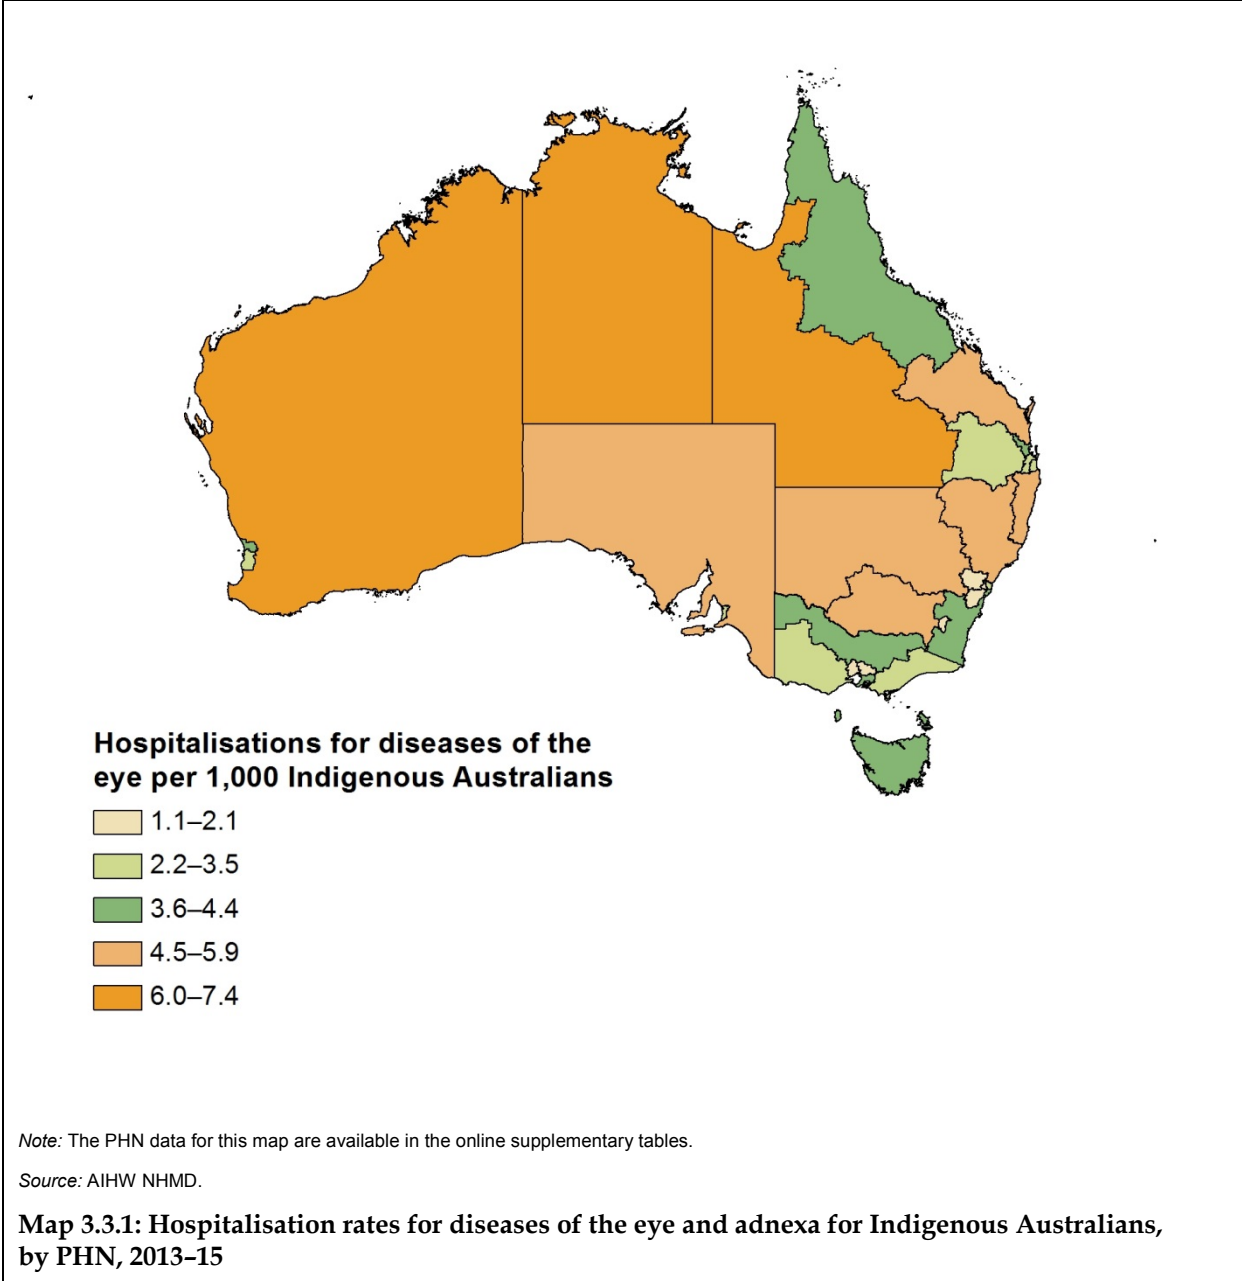 Hospitalisations for diseases of the
eye per 1,000 Indigenous Australians
1.1–2.1
2.2–3.5
3.6–4.4
4.5–5.9
6.0–7.4
Note: The PHN data for this map are available in the online supplementary tables.
Source: AIHW NHMD.
Map 3.3.1: Hospitalisation rates for diseases of the eye and adnexa for Indigenous Australians,
by PHN, 2013–15